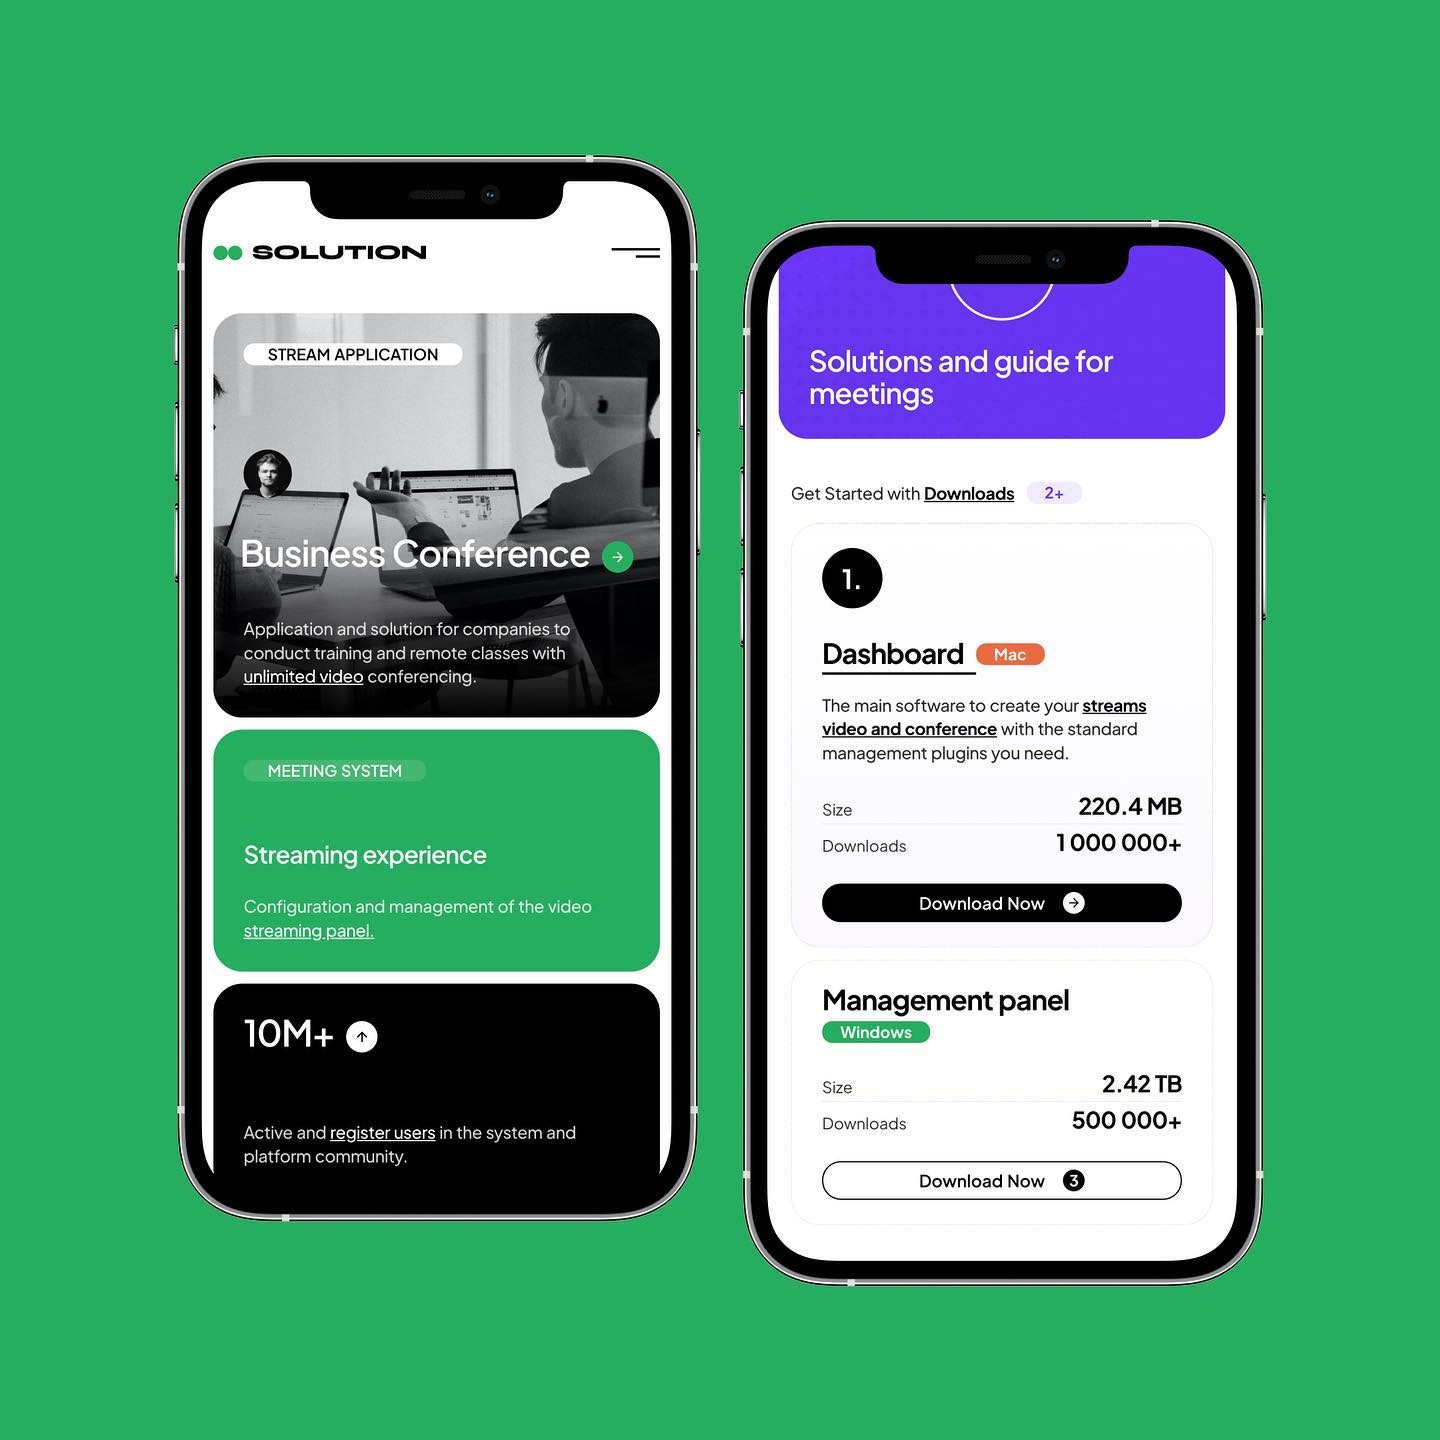 SOLUTION
STREAM APPLICATION
Business Conference
Application and solution for companies to
conduct training and remote classes with
unlimited video conferencing.
MEETING SYSTEM
Streaming experience
Configuration and management of the video
streaming panel.
10M+
Active and register users in the system and
platform community.
Solutions and guide for
meetings
Get Started with Downloads 2+
1.
Dashboard Mac
The main software to create your streams
video and conference with the standard
management plugins you need.
Size 220.4 MB
Downloads 1 000 000+
Download Now
Management panel
Windows
Size 2.42 TB
Downloads 500 000+
Download Now 3